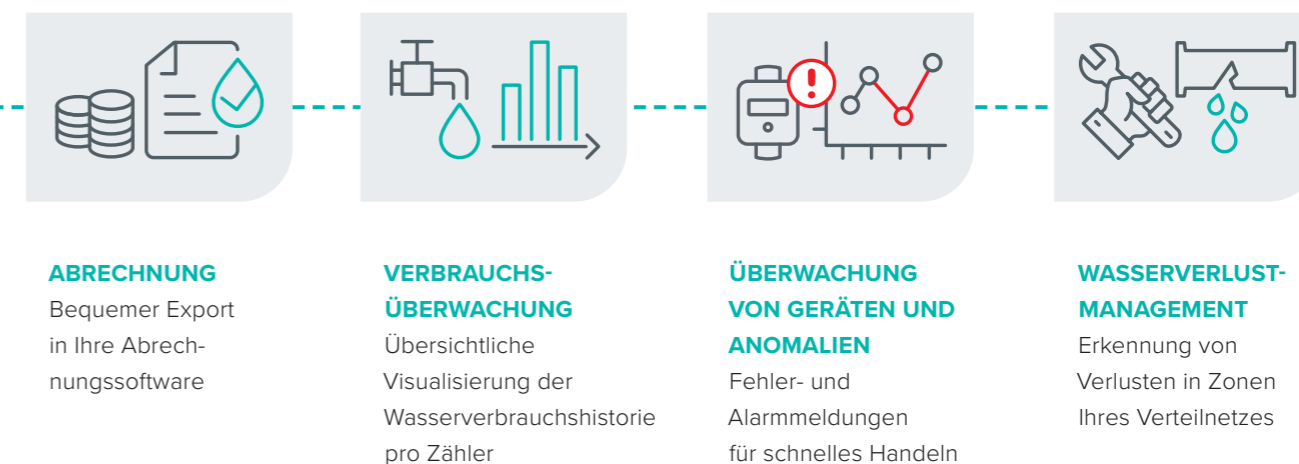 ABRECHNUNG
Bequemer Export
in Ihre Abrech-
nungssoftware
VERBRAUCHS-
ÜBERWACHUNG
Übersichtliche
Visualisierung der
Wasserverbrauchshistorie
pro Zähler
ÜBERWACHUNG
VON GERÄTEN UND
ANOMALIEN
Fehler- und
Alarmmeldungen
für schnelles Handeln
WASSERVERLUST-
MANAGEMENT
Erkennung von
Verlusten in Zonen
Ihres Verteilnetzes